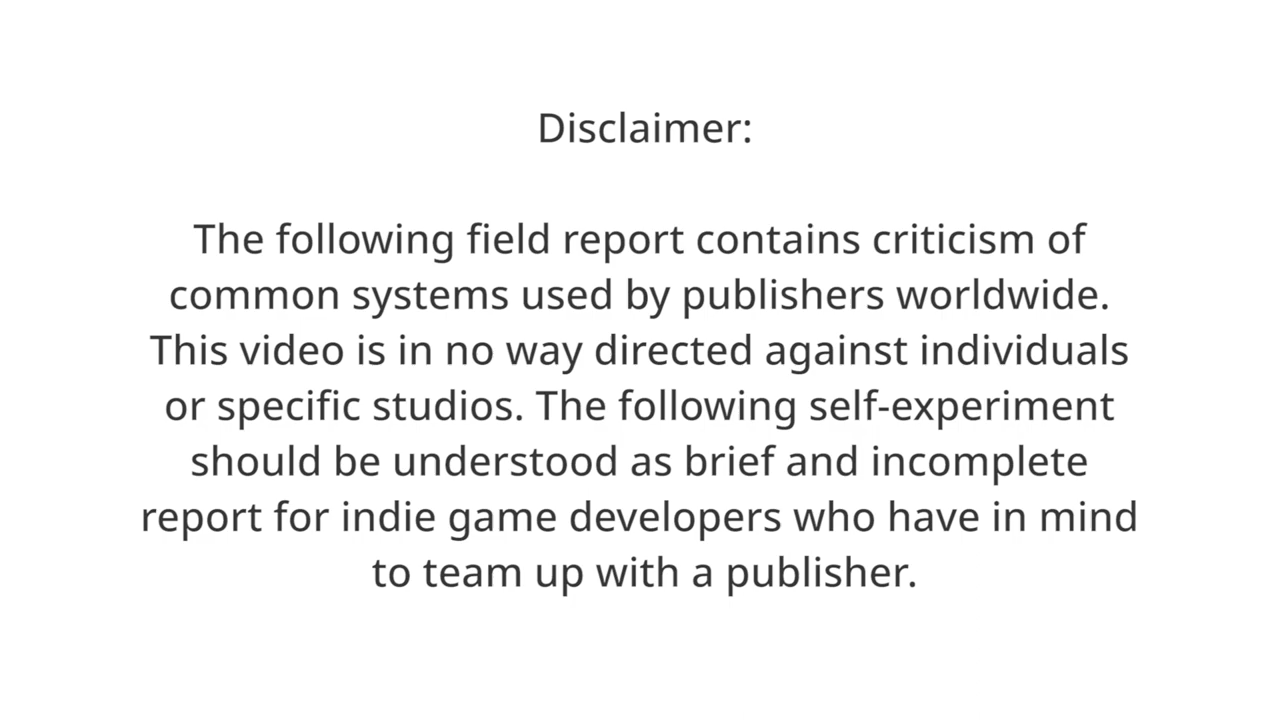 Disclaimer:
The following field report contains criticism of
common systems used by publishers worldwide.
This video is in no way directed against individuals
or specific studios. The following self-experiment
should be understood as brief and incomplete
report for indie game developers who have in mind
to team up with a publisher.